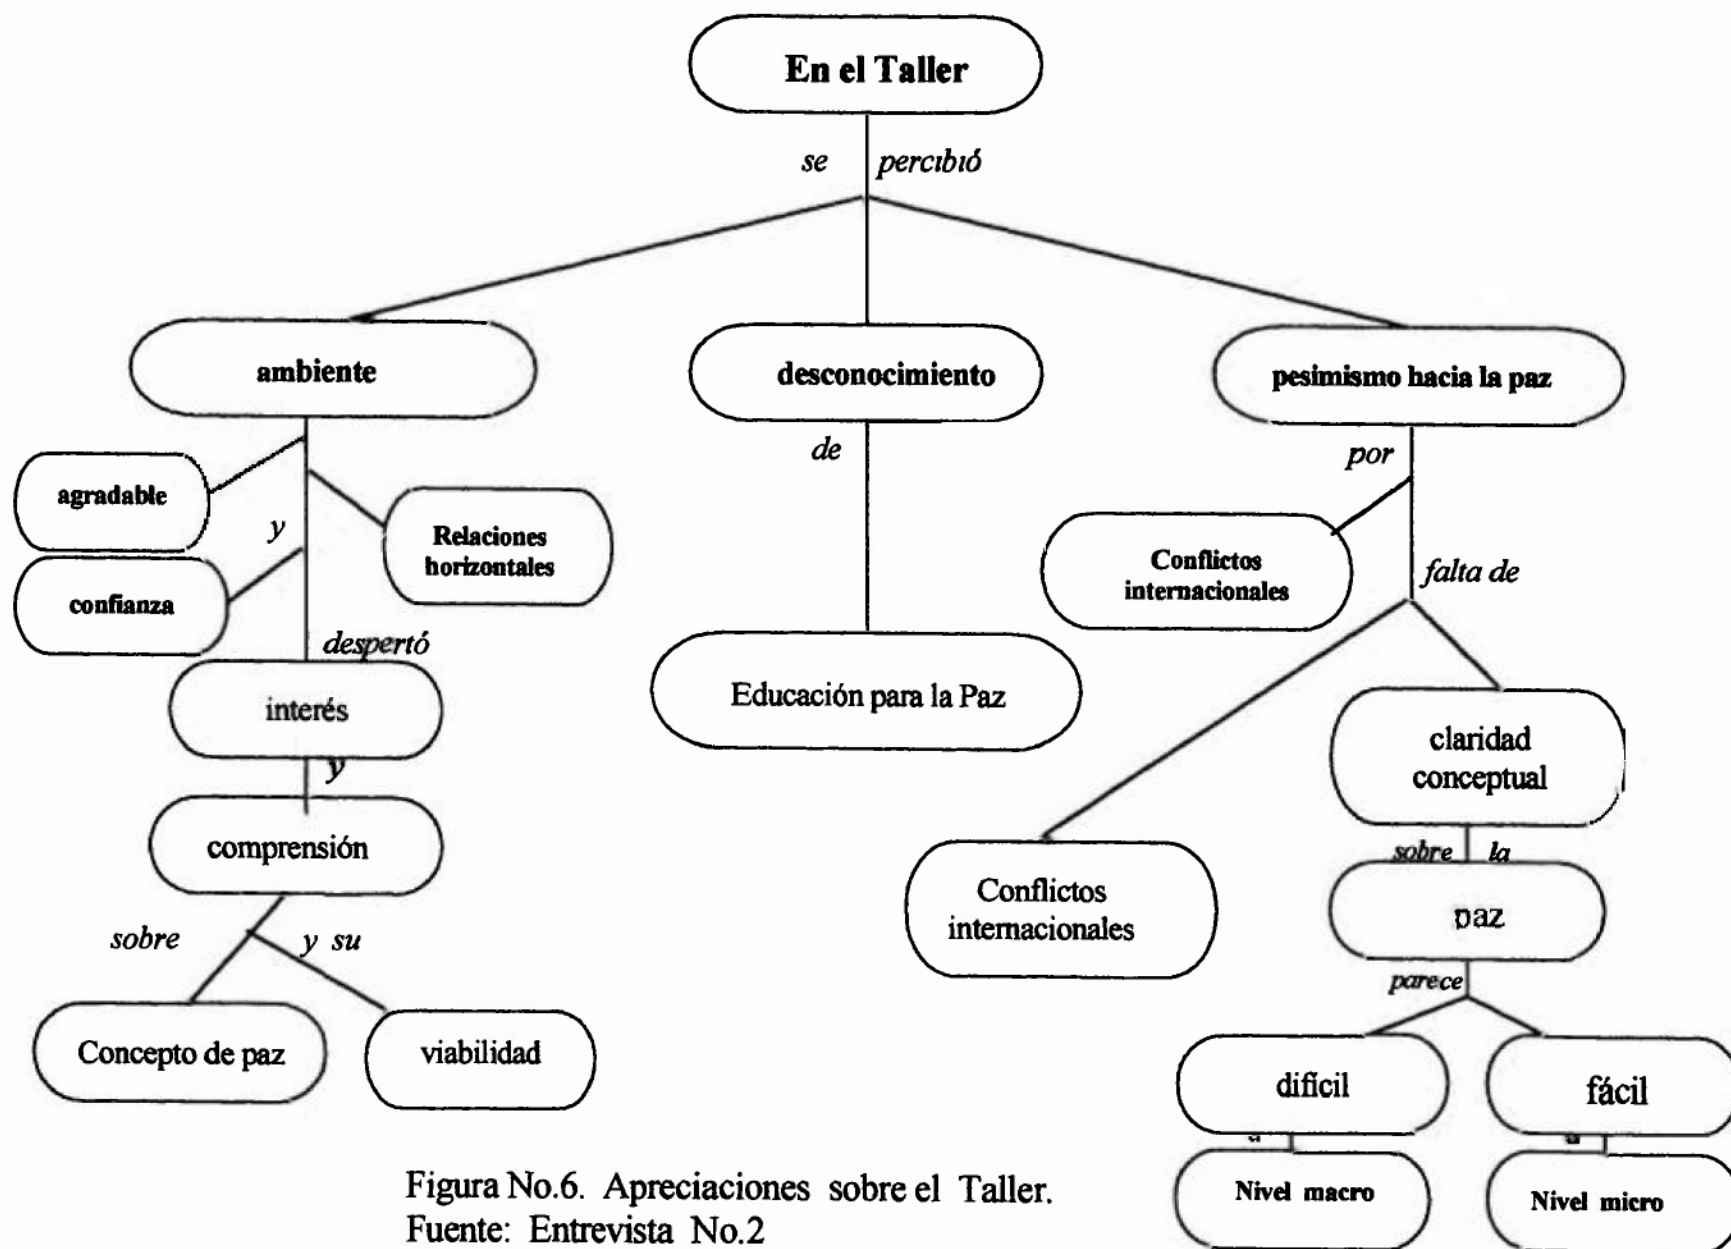 En el Taller
se percibió
ambiente
desconocimiento
pesimismo hacia la paz
agradable
y
confianza
Relaciones
horizontales
despertó
interés
y
comprensión
sobre
y su
Concepto de paz
viabilidad
de
Educación para la Paz
por
Conflictos
internacionales
falta de
Conflictos
internacionales
claridad
conceptual
sobre la
paz
parece
difícil
fácil
Nivel macro
Nivel micro
Figura No.6. Apreciaciones sobre el Taller.
Fuente: Entrevista No.2